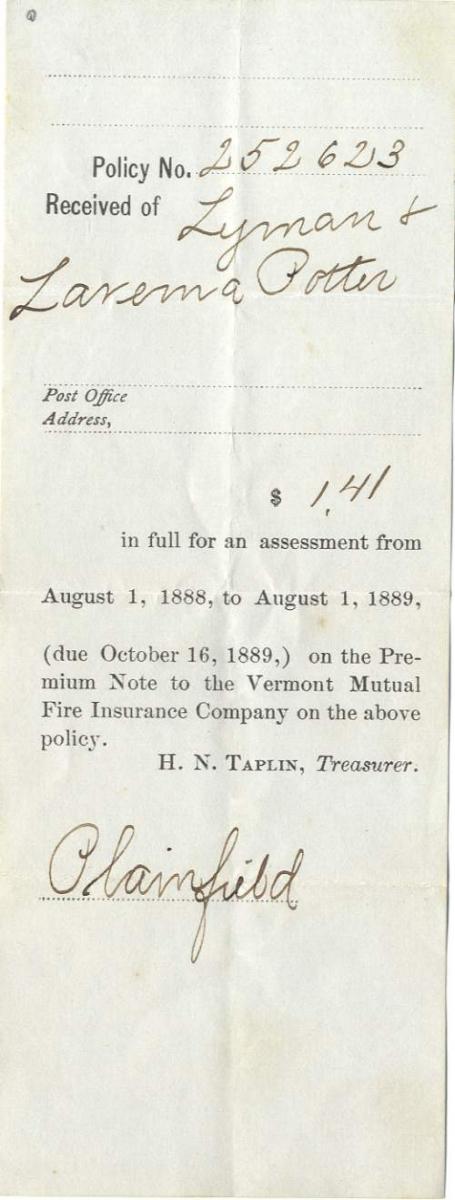 Policy No. 252623
Received of Lyman &
Lavema Potter
Post Office
Address,
$ 1.41
in full for an assessment from
August 1, 1888, to August 1, 1889,
(due October 16, 1889,) on the Pre-
mium Note to the Vermont Mutual
Fire Insurance Company on the above
policy.
H. N. TAPLIN, Treasurer.
Plainfield